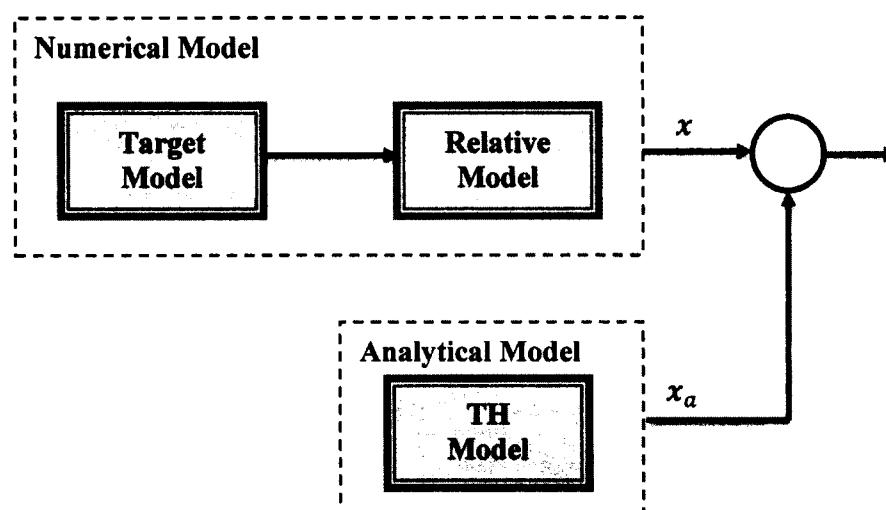 Numerical Model
Target
Model
Relative
Model
x
Analytical Model
TH
Model
x_a